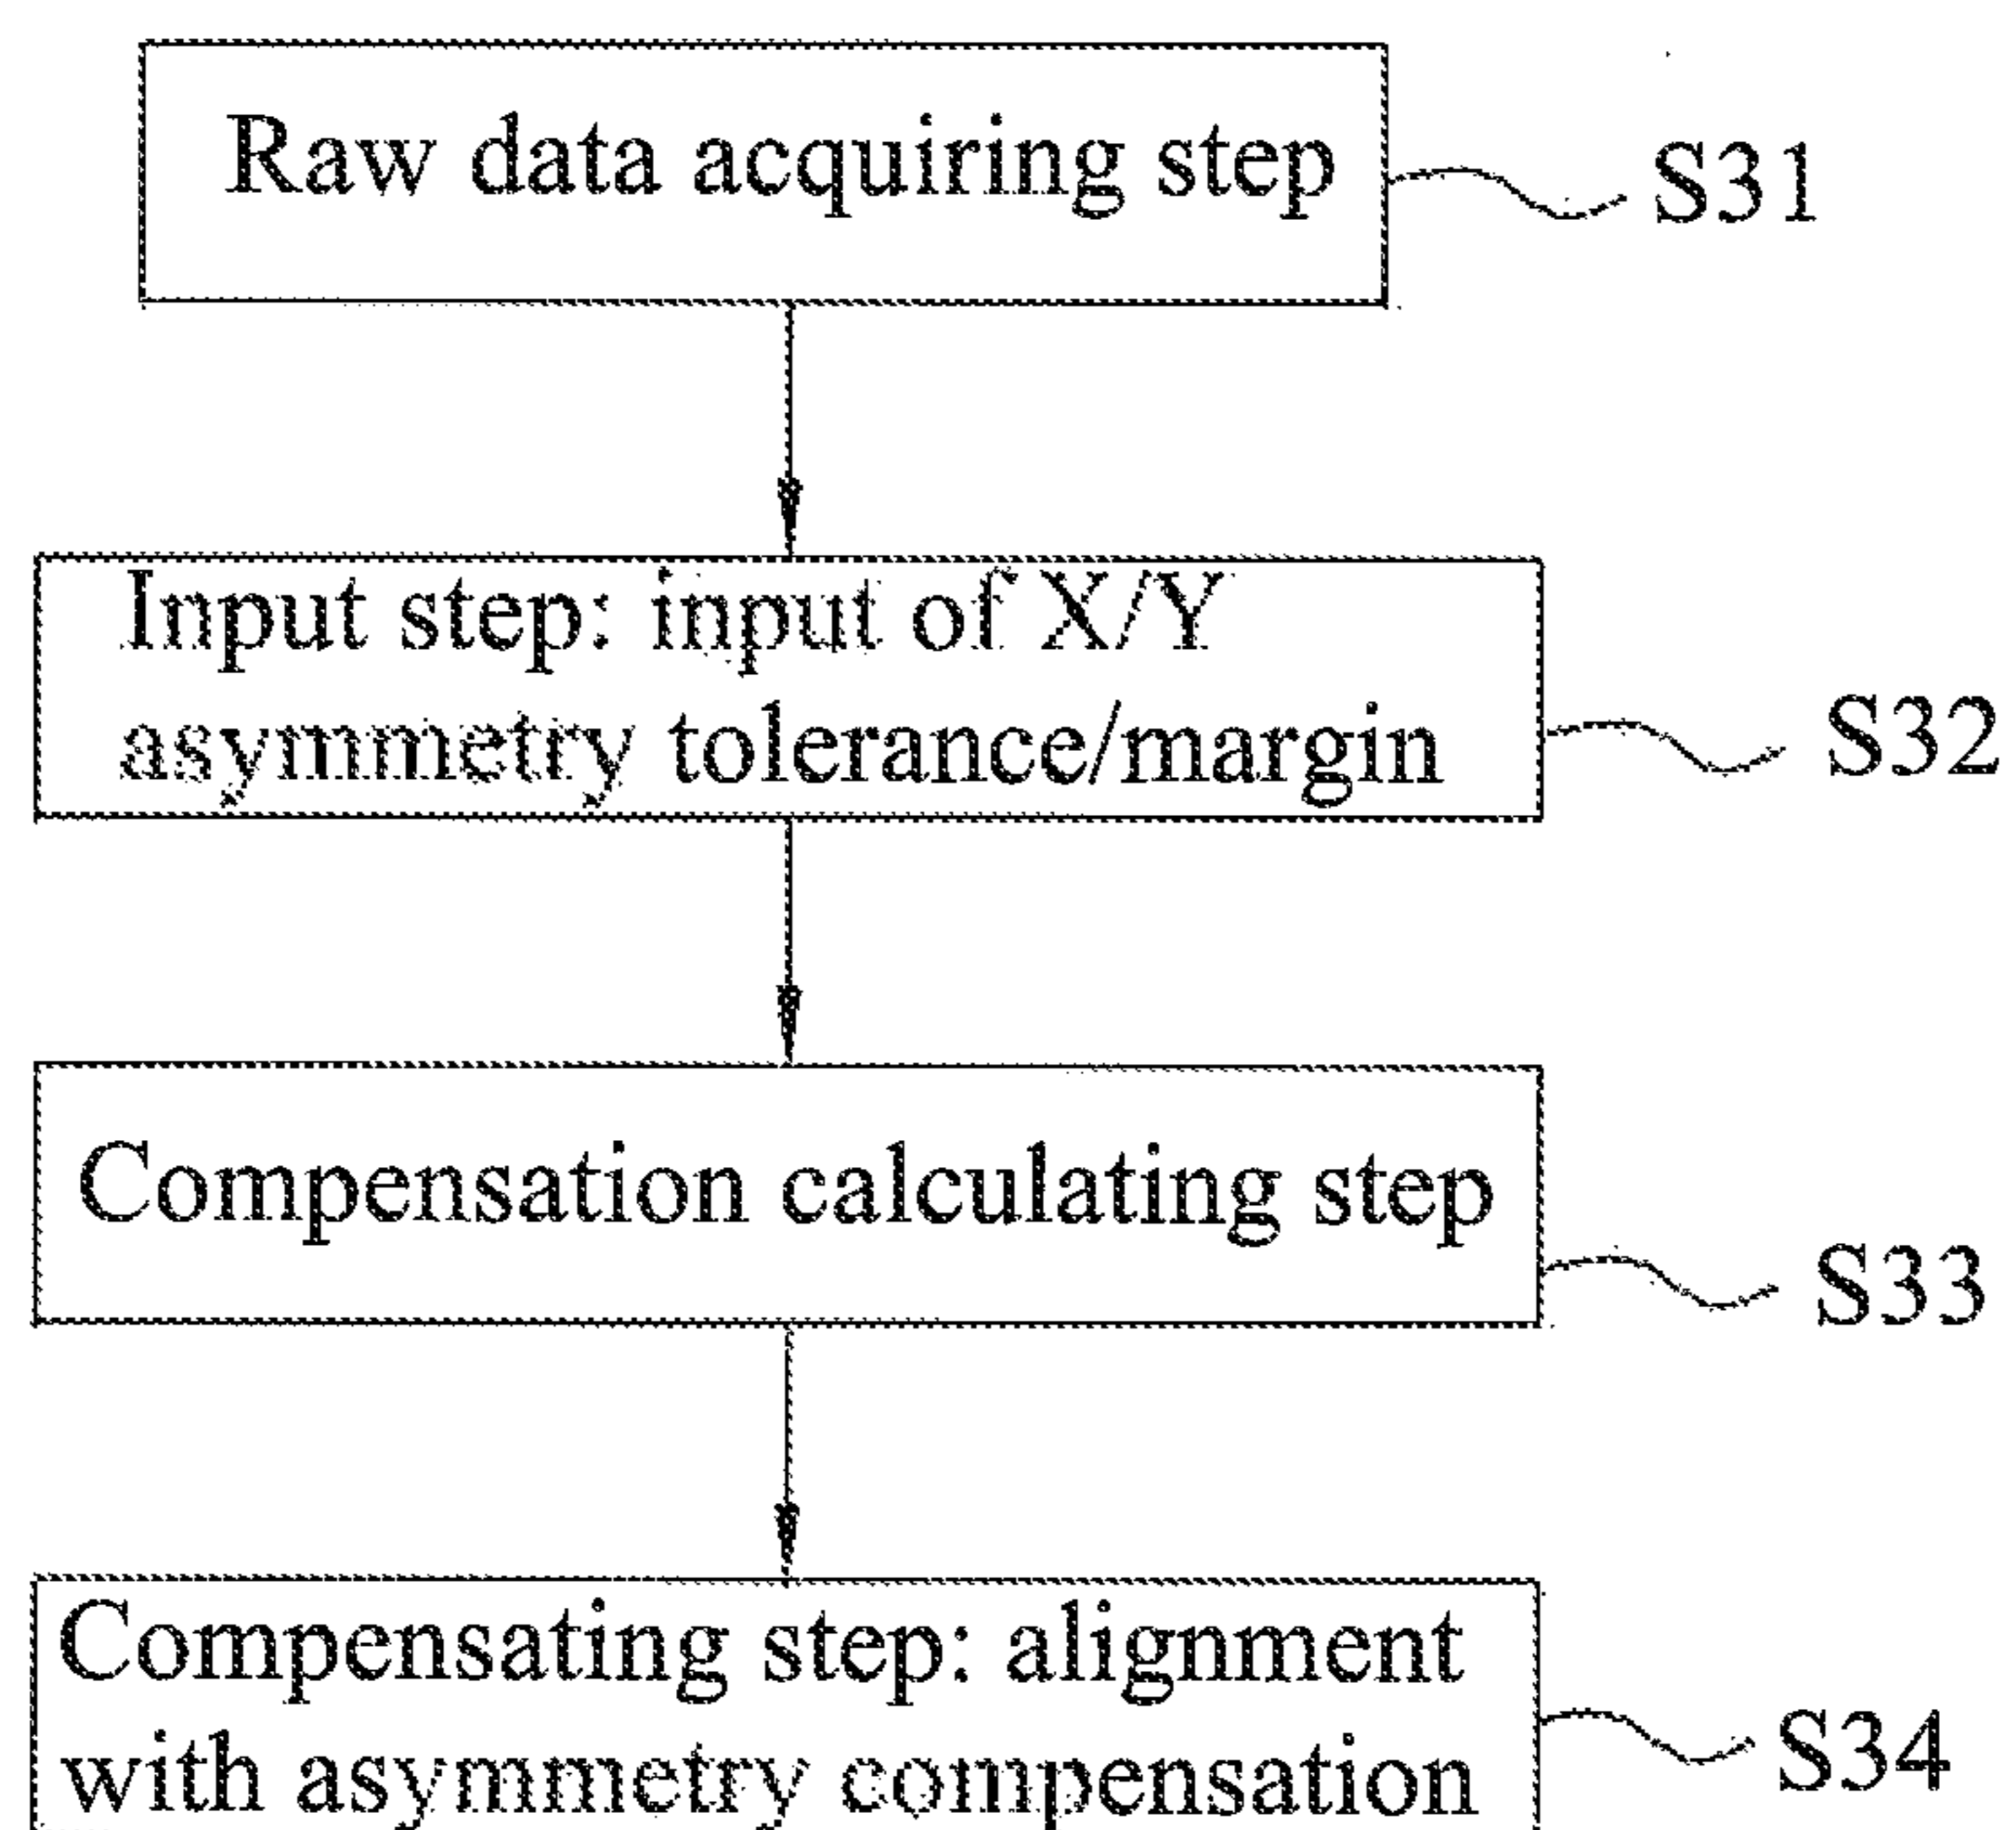 Raw data acquiring step
S31
Input step: input of X/Y
asymmetry tolerance/margin
S32
Compensation calculating step
S33
Compensating step: alignment
with asymmetry compensation
S34